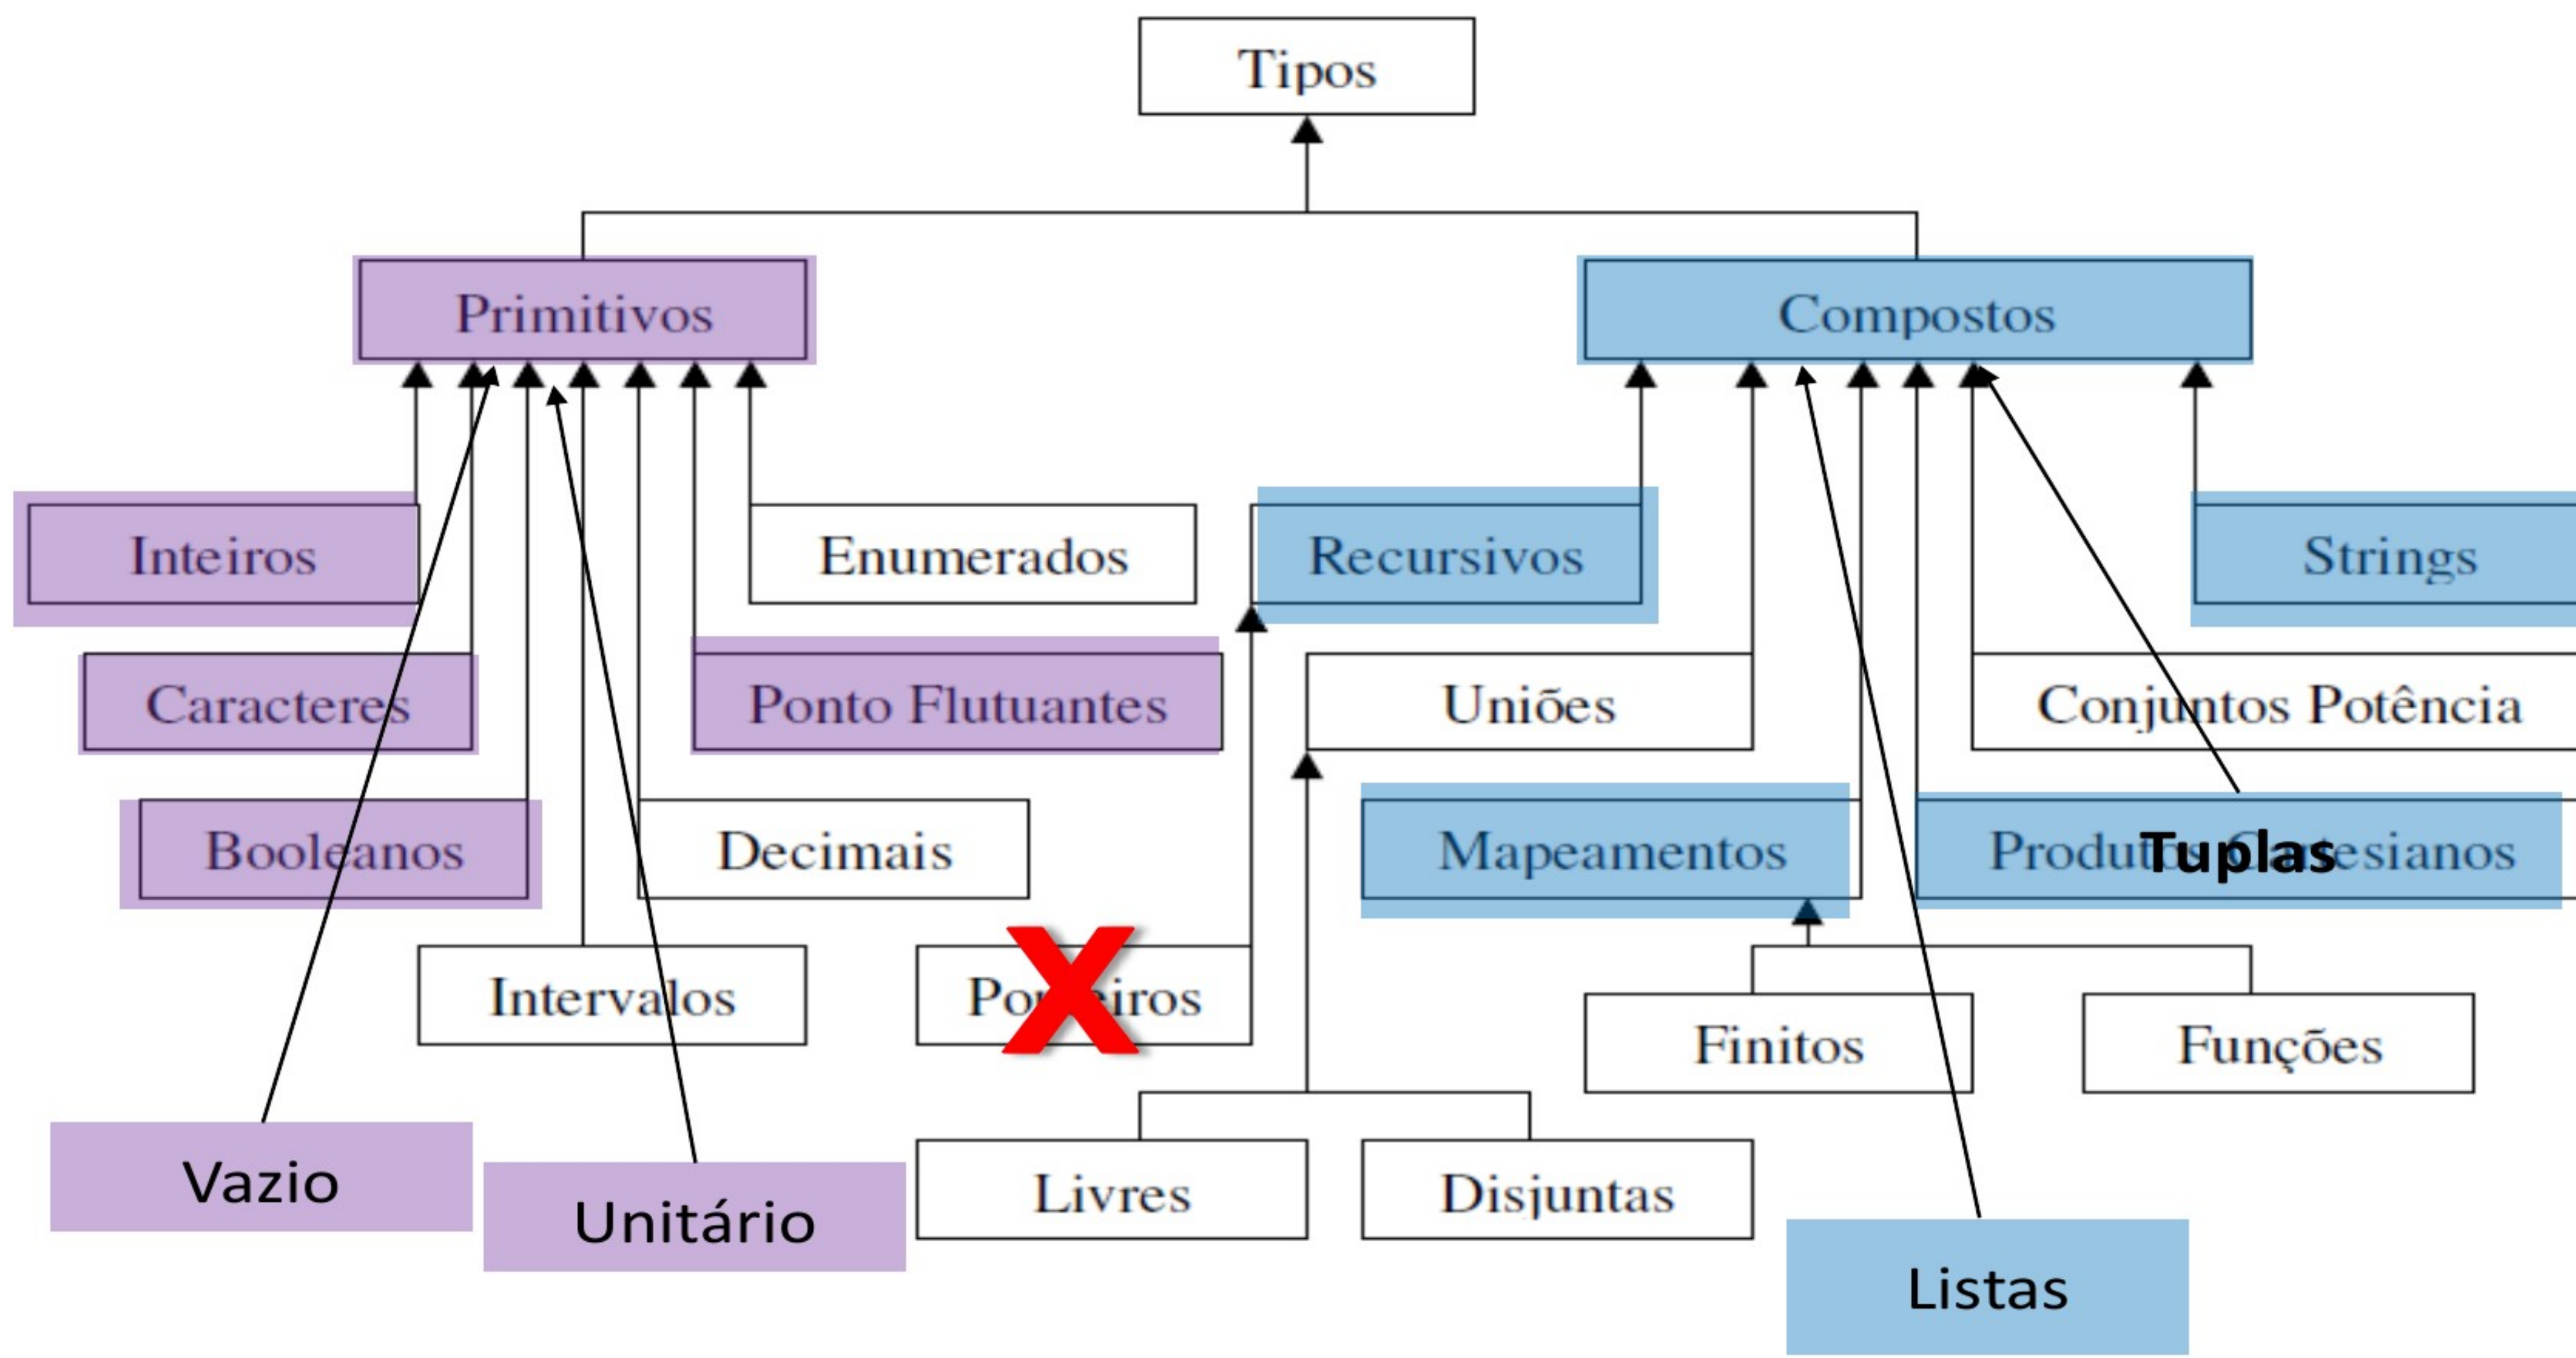 Tipos
Primitivos
Compostos
Inteiros
Enumerados
Recursivos
Strings
Caracteres
Ponto Flutuantes
Uniões
Conjuntos Potência
Booleanos
Decimais
Mapeamentos
Tuplas
Intervalos
Finitos
Funções
Vazio
Unitário
Livres
Disjuntas
Listas